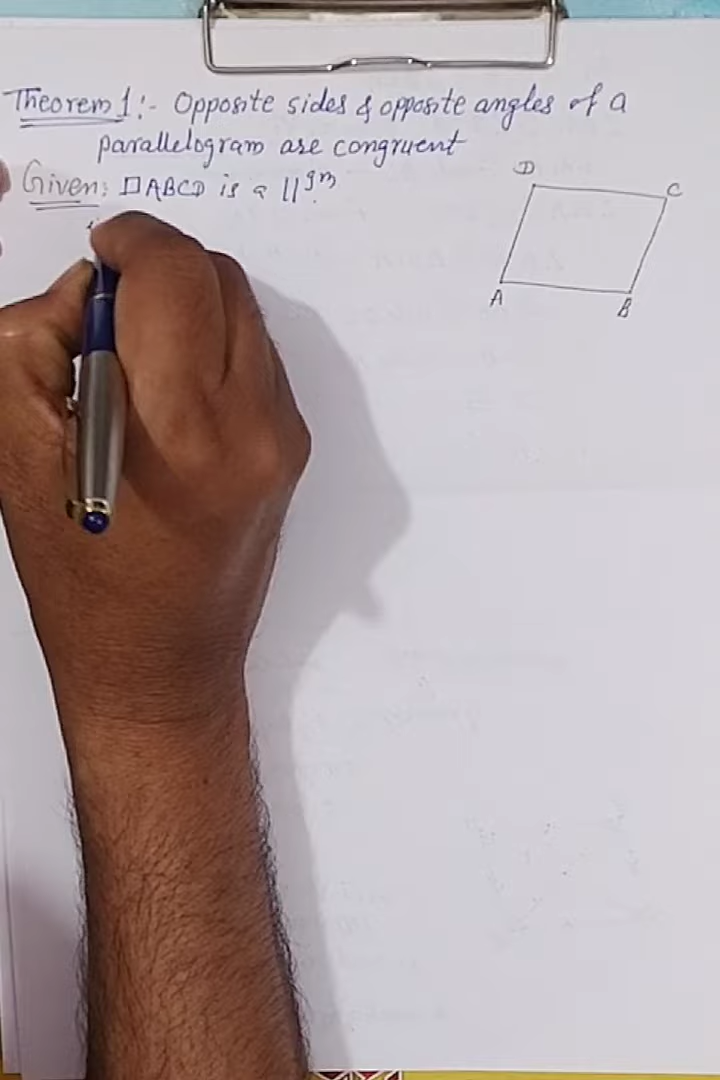 Theorem 1:- Opposite sides & opposite angles of a
parallelogram are congruent
Given: □ABCD is a ||gm
D
C
A
B